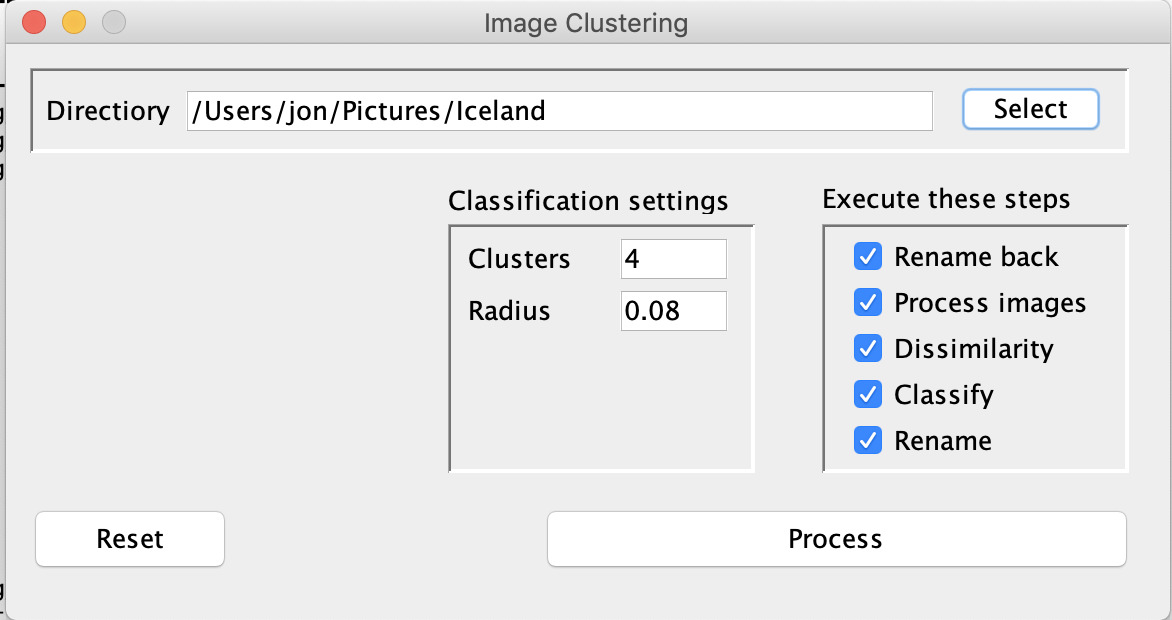 Image Clustering
Directiory /Users/jon/Pictures/Iceland Select
Classification settings
Clusters 4
Radius 0.08
Execute these steps
Rename back
Process images
Dissimilarity
Classify
Rename
Reset
Process